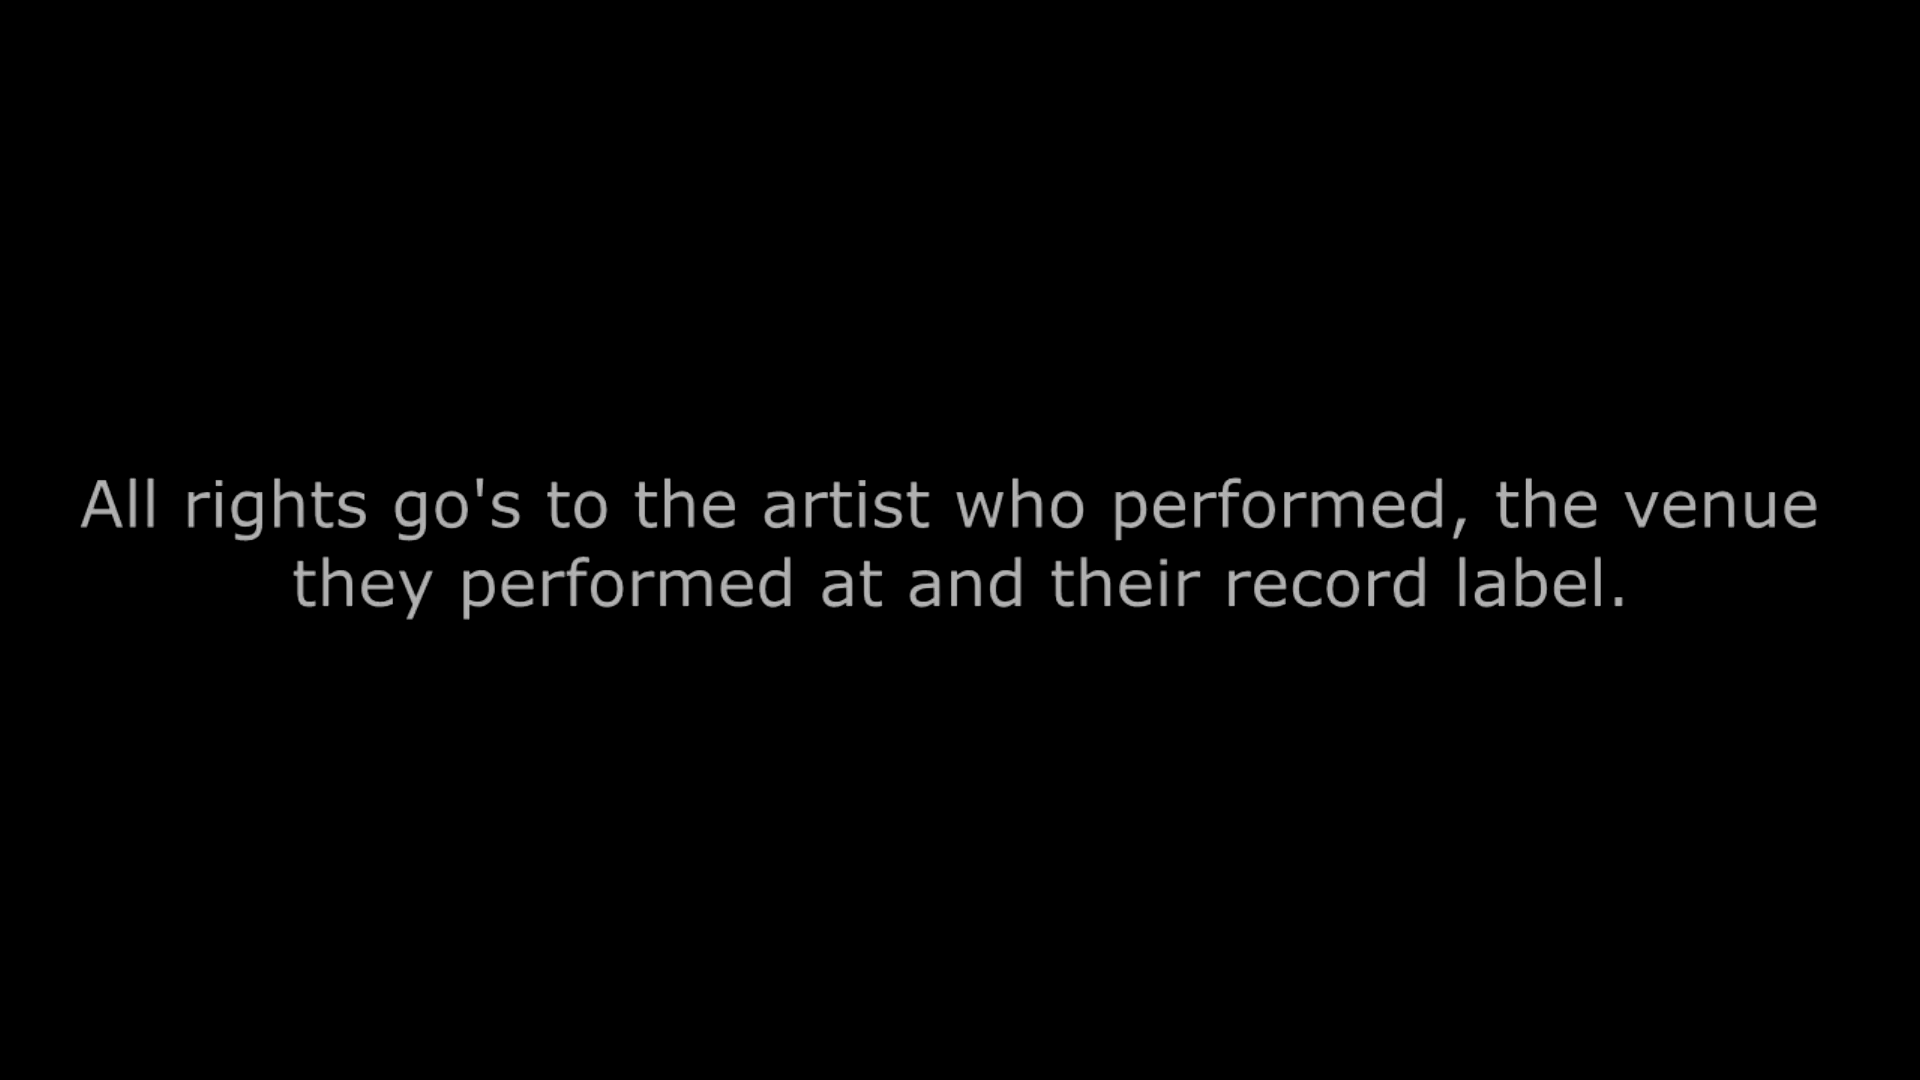 All rights go's to the artist who performed, the venue
they performed at and their record label.